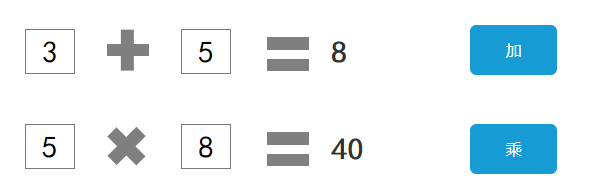 3 + 5 = 8 加
5 × 8 = 40 乘